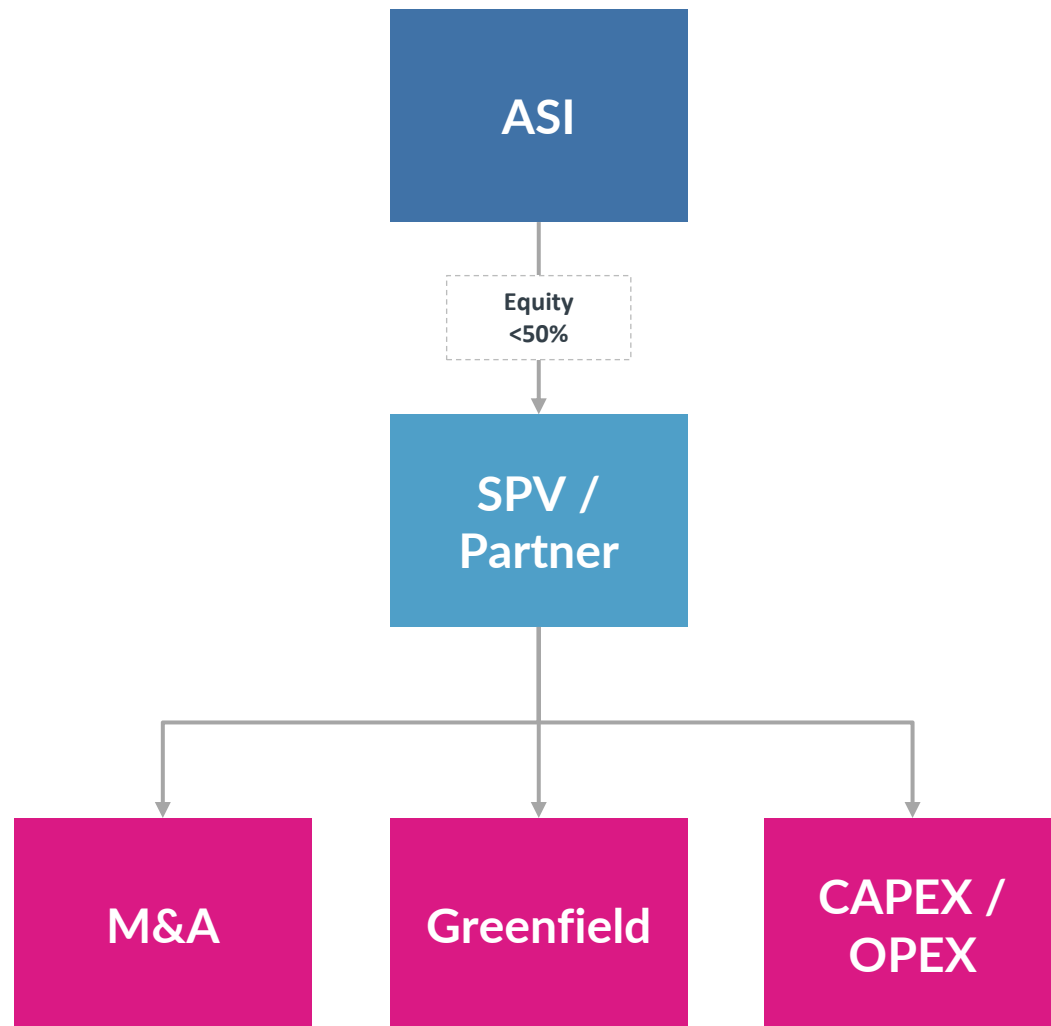 ASI
Equity
<50%
SPV /
Partner
M&A
Greenfield
CAPEX /
OPEX